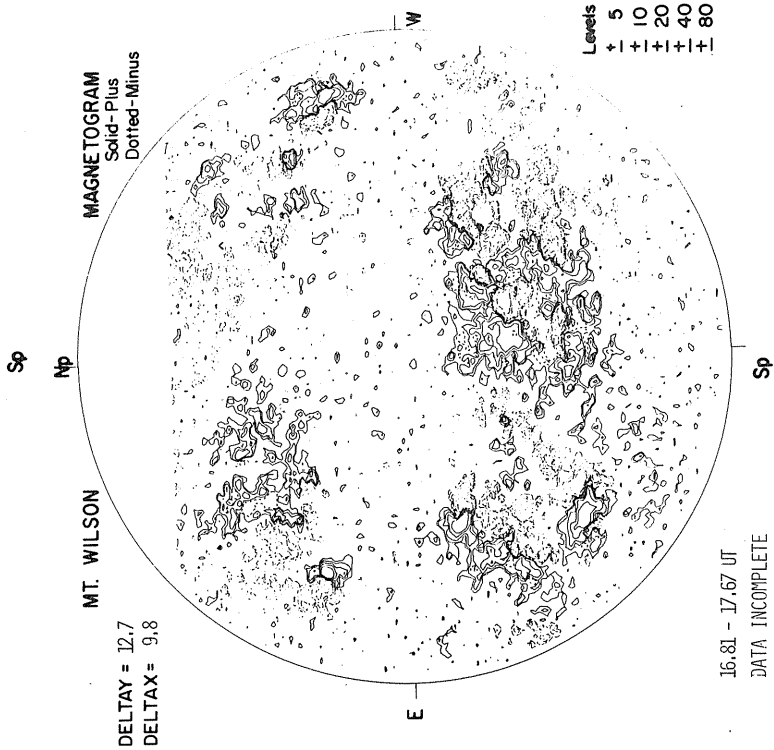 Sp
Np
MT. WILSON
MAGNETOGRAM
Solid-Plus
Dotted-Minus
DELTAY = 12.7
DELTAX = 9.8
W
E
Levels
± 5
± 10
± 20
± 40
± 80
16.81 - 17.67 UT
DATA INCOMPLETE
Sp